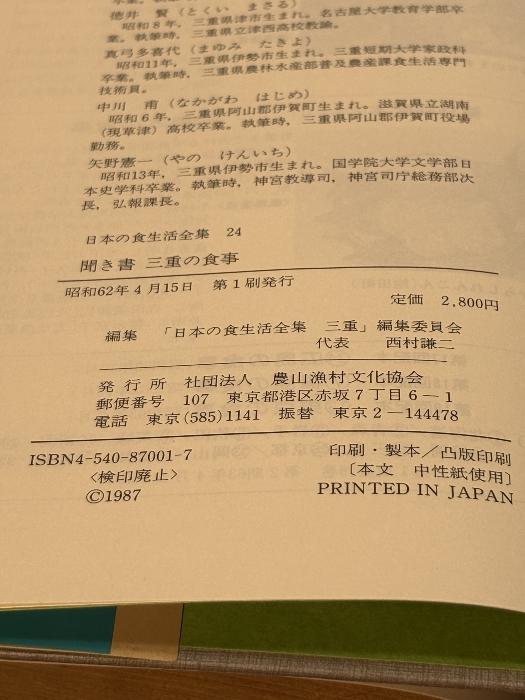 徳井 賢(とくい まさる)
昭和8年，三重県津市生まれ。名古屋大学教育学部卒
業。執筆時，三重県立津西高校教諭。
真弓多喜代(まゆみ たきよ)
昭和11年，三重県伊勢市生まれ。三重短期大学家政科
卒業。執筆時，三重県農林水産部普及農産課食生活専門
技術員。
中川 甫(なかがわ はじめ)
昭和6年，三重県阿山郡伊賀町生まれ。滋賀県立湖南
(現草津)高校卒業。執筆時，三重県阿山郡伊賀町役場
勤務。
矢野憲一(やの けんいち)
昭和13年，三重県伊勢市生まれ。国学院大学文学部日
本史学科卒業。執筆時，神宮教導司，神宮司庁総務部次
長，弘報課長。
日本の食生活全集 24
聞き書 三重の食事
昭和62年4月15日 第1刷発行
定価 2,800円
編集 「日本の食生活全集 三重」編集委員会
代表 西村謙二
発行所 社団法人 農山漁村文化協会
郵便番号 107 東京都港区赤坂7丁目6－1
電話 東京(585)1141 振替 東京2－144478
ISBN4-540-87001-7
〈検印廃止〉
©1987
印刷・製本／凸版印刷
〔本文 中性紙使用〕
PRINTED IN JAPAN